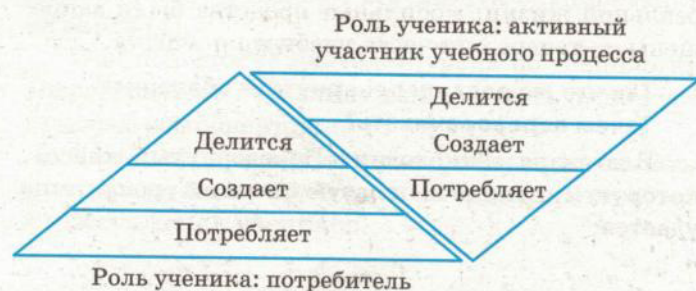 Роль ученика: активный
участник учебного процесса
Делится
Создает
Потребляет
Делится
Создает
Потребляет
Роль ученика: потребитель